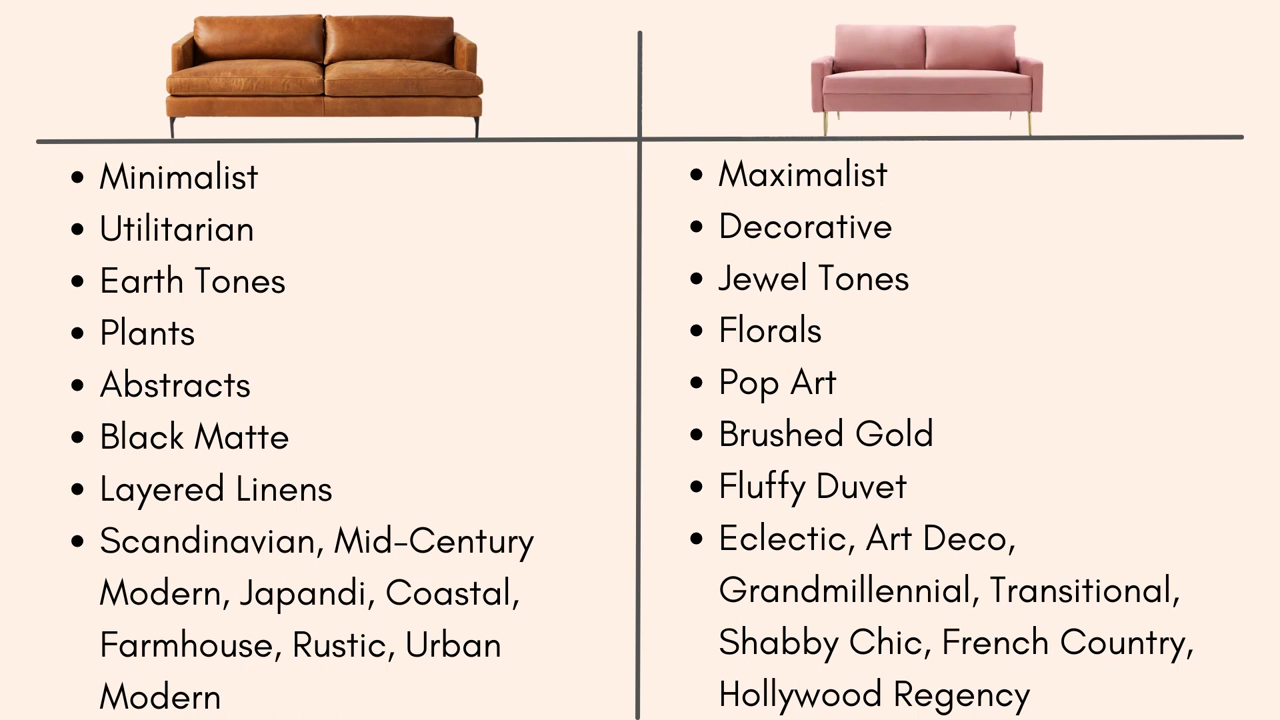 Minimalist
Utilitarian
Earth Tones
Plants
Abstracts
Black Matte
Layered Linens
Scandinavian, Mid-Century
Modern, Japandi, Coastal,
Farmhouse, Rustic, Urban
Modern
Maximalist
Decorative
Jewel Tones
Florals
Pop Art
Brushed Gold
Fluffy Duvet
Eclectic, Art Deco,
Grandmillennial, Transitional,
Shabby Chic, French Country,
Hollywood Regency